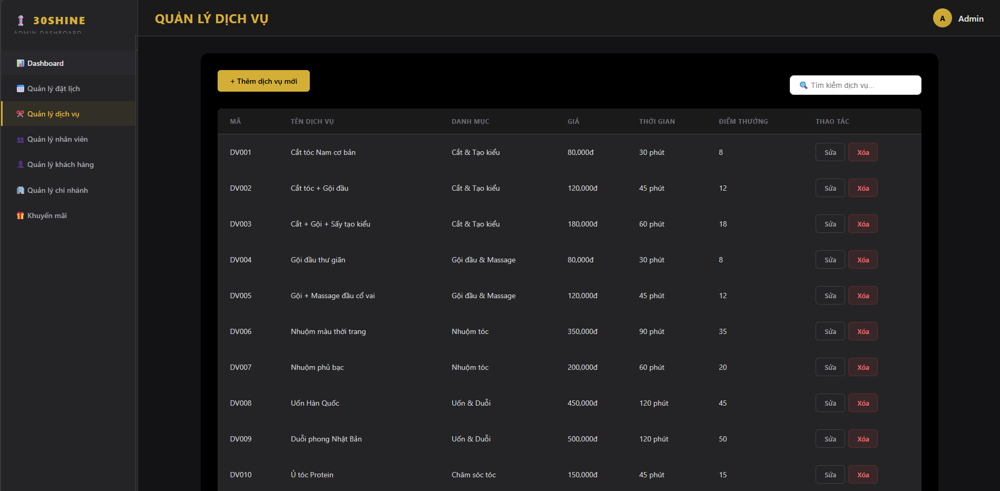 30SHINE
ADMIN DASHBOARD
Dashboard
Quản lý đặt lịch
Quản lý dịch vụ
Quản lý nhân viên
Quản lý khách hàng
Quản lý chi nhánh
Khuyến mãi
QUẢN LÝ DỊCH VỤ
A Admin
+ Thêm dịch vụ mới
Tìm kiếm dịch vụ...
MÃ TÊN DỊCH VỤ DANH MỤC GIÁ THỜI GIAN ĐIỂM THƯỞNG THAO TÁC
DV001 Cắt tóc Nam cơ bản Cắt & Tạo kiểu 80,000đ 30 phút 8 Sửa Xóa
DV002 Cắt tóc + Gội đầu Cắt & Tạo kiểu 120,000đ 45 phút 12 Sửa Xóa
DV003 Cắt + Gội + Sấy tạo kiểu Cắt & Tạo kiểu 180,000đ 60 phút 18 Sửa Xóa
DV004 Gội đầu thư giãn Gội đầu & Massage 80,000đ 30 phút 8 Sửa Xóa
DV005 Gội + Massage đầu cổ vai Gội đầu & Massage 120,000đ 45 phút 12 Sửa Xóa
DV006 Nhuộm màu thời trang Nhuộm tóc 350,000đ 90 phút 35 Sửa Xóa
DV007 Nhuộm phủ bạc Nhuộm tóc 200,000đ 60 phút 20 Sửa Xóa
DV008 Uốn Hàn Quốc Uốn & Duỗi 450,000đ 120 phút 45 Sửa Xóa
DV009 Duỗi phong Nhật Bản Uốn & Duỗi 500,000đ 120 phút 50 Sửa Xóa
DV010 Ủ tóc Protein Chăm sóc tóc 150,000đ 45 phút 15 Sửa Xóa